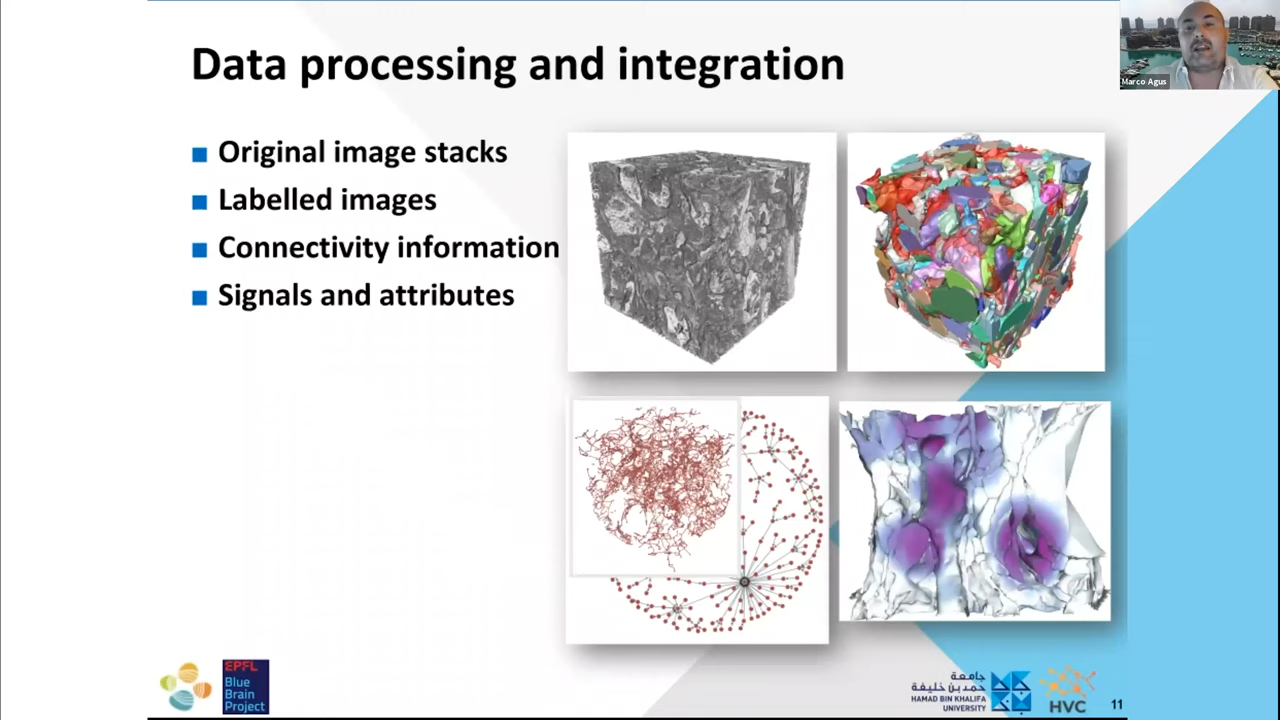 Data processing and integration
Marco Agus
Original image stacks
Labelled images
Connectivity information
Signals and attributes
EPFL
Blue
Brain
Project
جامعة
حمد بن خليفة
HAMAD BIN KHALIFA
UNIVERSITY
HVC
11